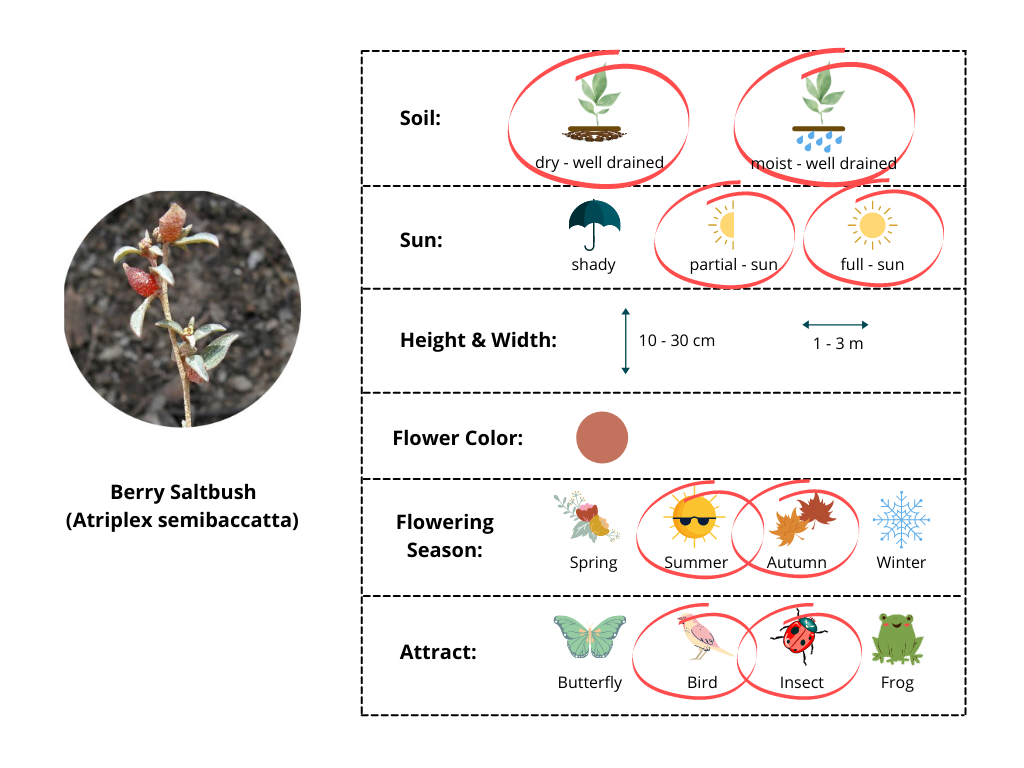 Soil:
dry - well drained
moist - well drained
Sun:
shady
partial - sun
full - sun
Height & Width:
10 - 30 cm
1 - 3 m
Flower Color:
Berry Saltbush
(Atriplex semibaccatta)
Flowering
Season:
Spring
Summer
Autumn
Winter
Attract:
Butterfly
Bird
Insect
Frog